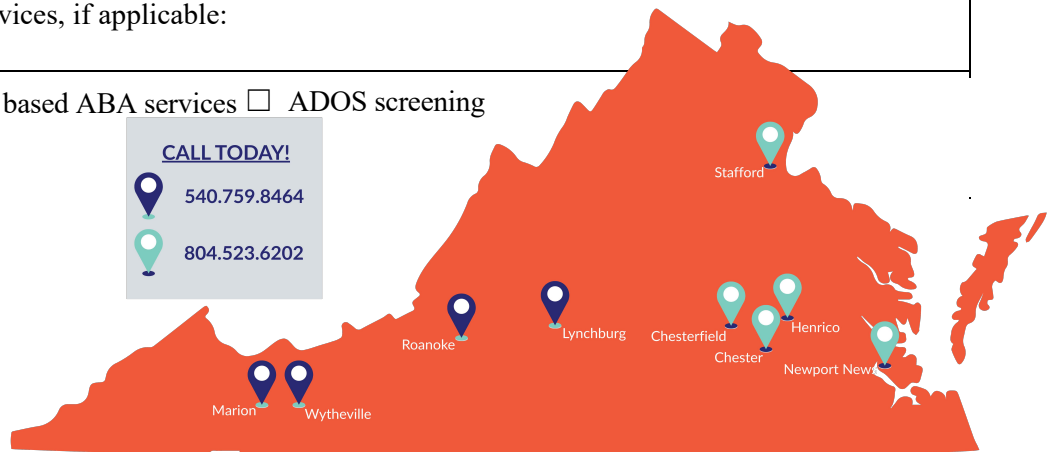 vices, if applicable:
based ABA services ☐ ADOS screening
CALL TODAY!
540.759.8464
804.523.6202
Stafford
Roanoke
Lynchburg
Chesterfield
Henrico
Chester
Newport News
Marion
Wytheville